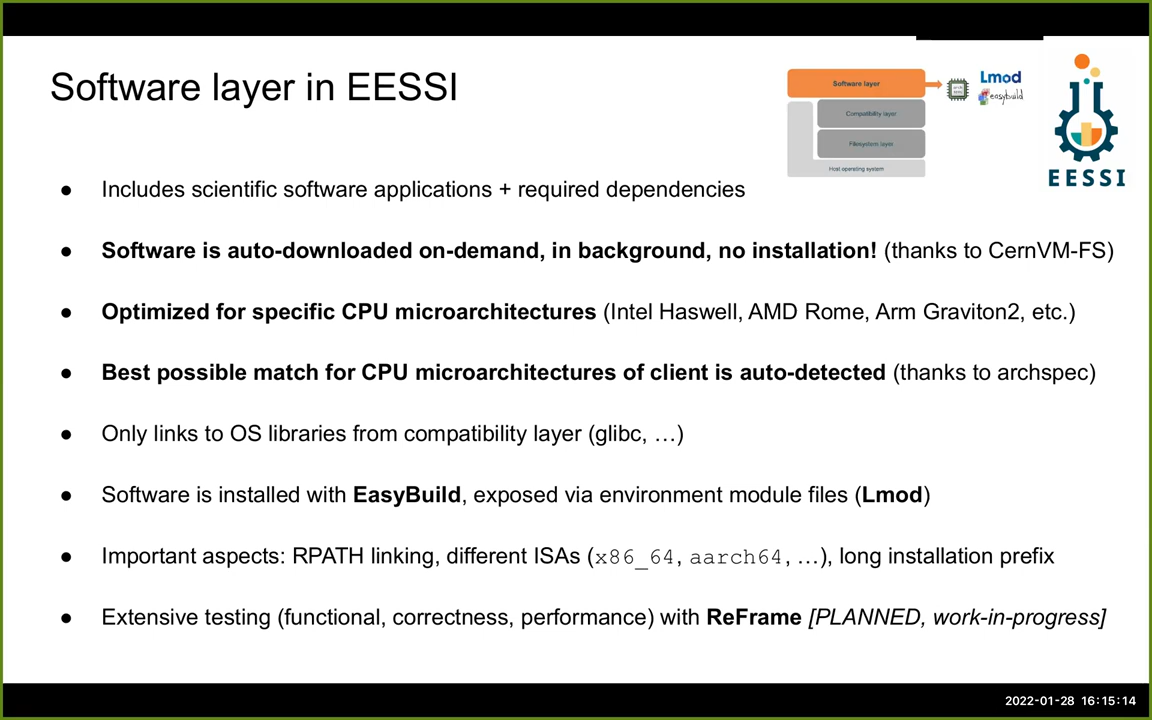 Software layer in EESSI
Software layer
Compatibility layer
Filesystem layer
Host operating system
Lmod
easybuild
EESSI
● Includes scientific software applications + required dependencies
● Software is auto-downloaded on-demand, in background, no installation! (thanks to CernVM-FS)
● Optimized for specific CPU microarchitectures (Intel Haswell, AMD Rome, Arm Graviton2, etc.)
● Best possible match for CPU microarchitectures of client is auto-detected (thanks to archspec)
● Only links to OS libraries from compatibility layer (glibc, …)
● Software is installed with EasyBuild, exposed via environment module files (Lmod)
● Important aspects: RPATH linking, different ISAs (x86_64, aarch64, …), long installation prefix
● Extensive testing (functional, correctness, performance) with ReFrame [PLANNED, work-in-progress]
2022-01-28 16:15:14